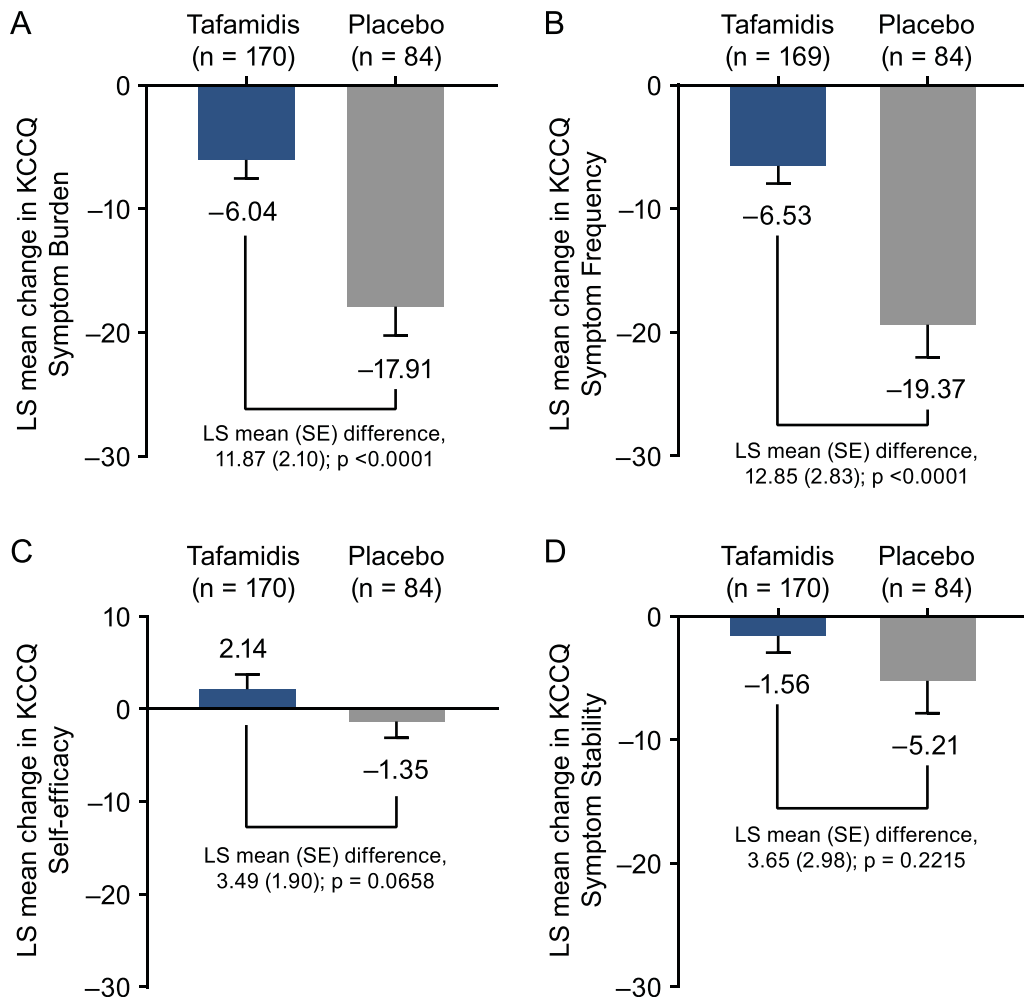 A
Tafamidis
(n = 170)
Placebo
(n = 84)
LS mean change in KCCQ
Symptom Burden
0
–10
–20
–30
–6.04
–17.91
LS mean (SE) difference,
11.87 (2.10); p <0.0001
B
Tafamidis
(n = 169)
Placebo
(n = 84)
LS mean change in KCCQ
Symptom Frequency
0
–10
–20
–30
–6.53
–19.37
LS mean (SE) difference,
12.85 (2.83); p <0.0001
C
Tafamidis
(n = 170)
Placebo
(n = 84)
LS mean change in KCCQ
Self-efficacy
10
0
–10
–20
–30
2.14
–1.35
LS mean (SE) difference,
3.49 (1.90); p = 0.0658
D
Tafamidis
(n = 170)
Placebo
(n = 84)
LS mean change in KCCQ
Symptom Stability
0
–10
–20
–30
–1.56
–5.21
LS mean (SE) difference,
3.65 (2.98); p = 0.2215